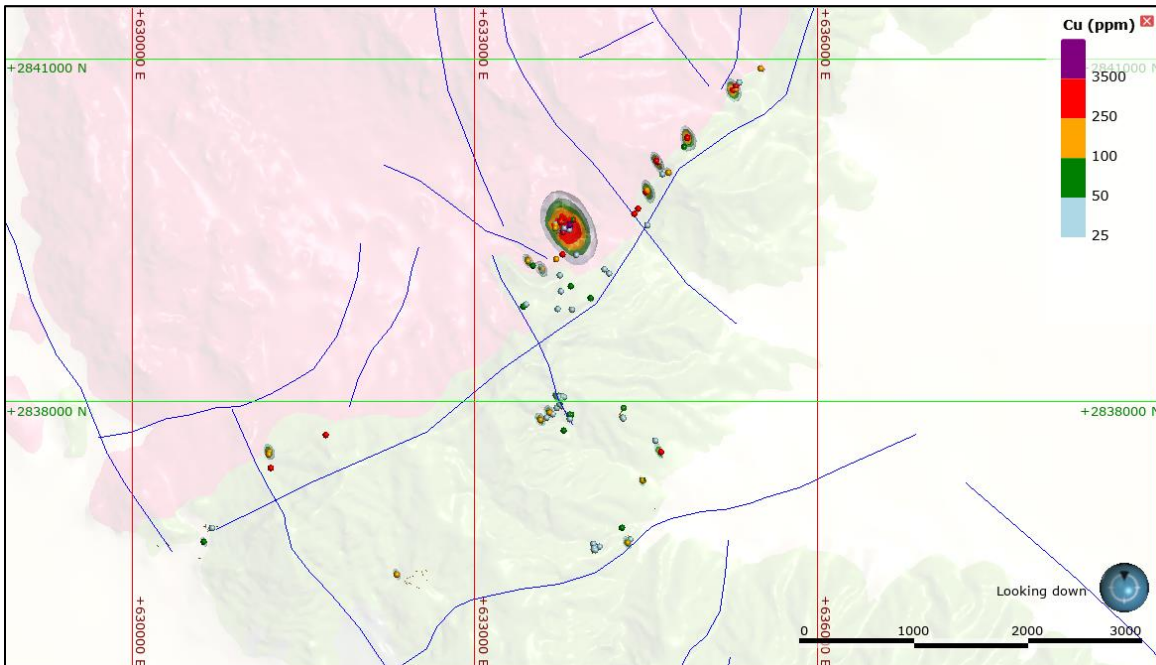 Cu (ppm)
+630000 E
+633000 E
+636000 E
+2841000 N
+2841000 N
3500
250
100
50
25
+2838000 N
+2838000 N
Looking down
+630000 E
+633000 E
+636000 E
0 1000 2000 3000